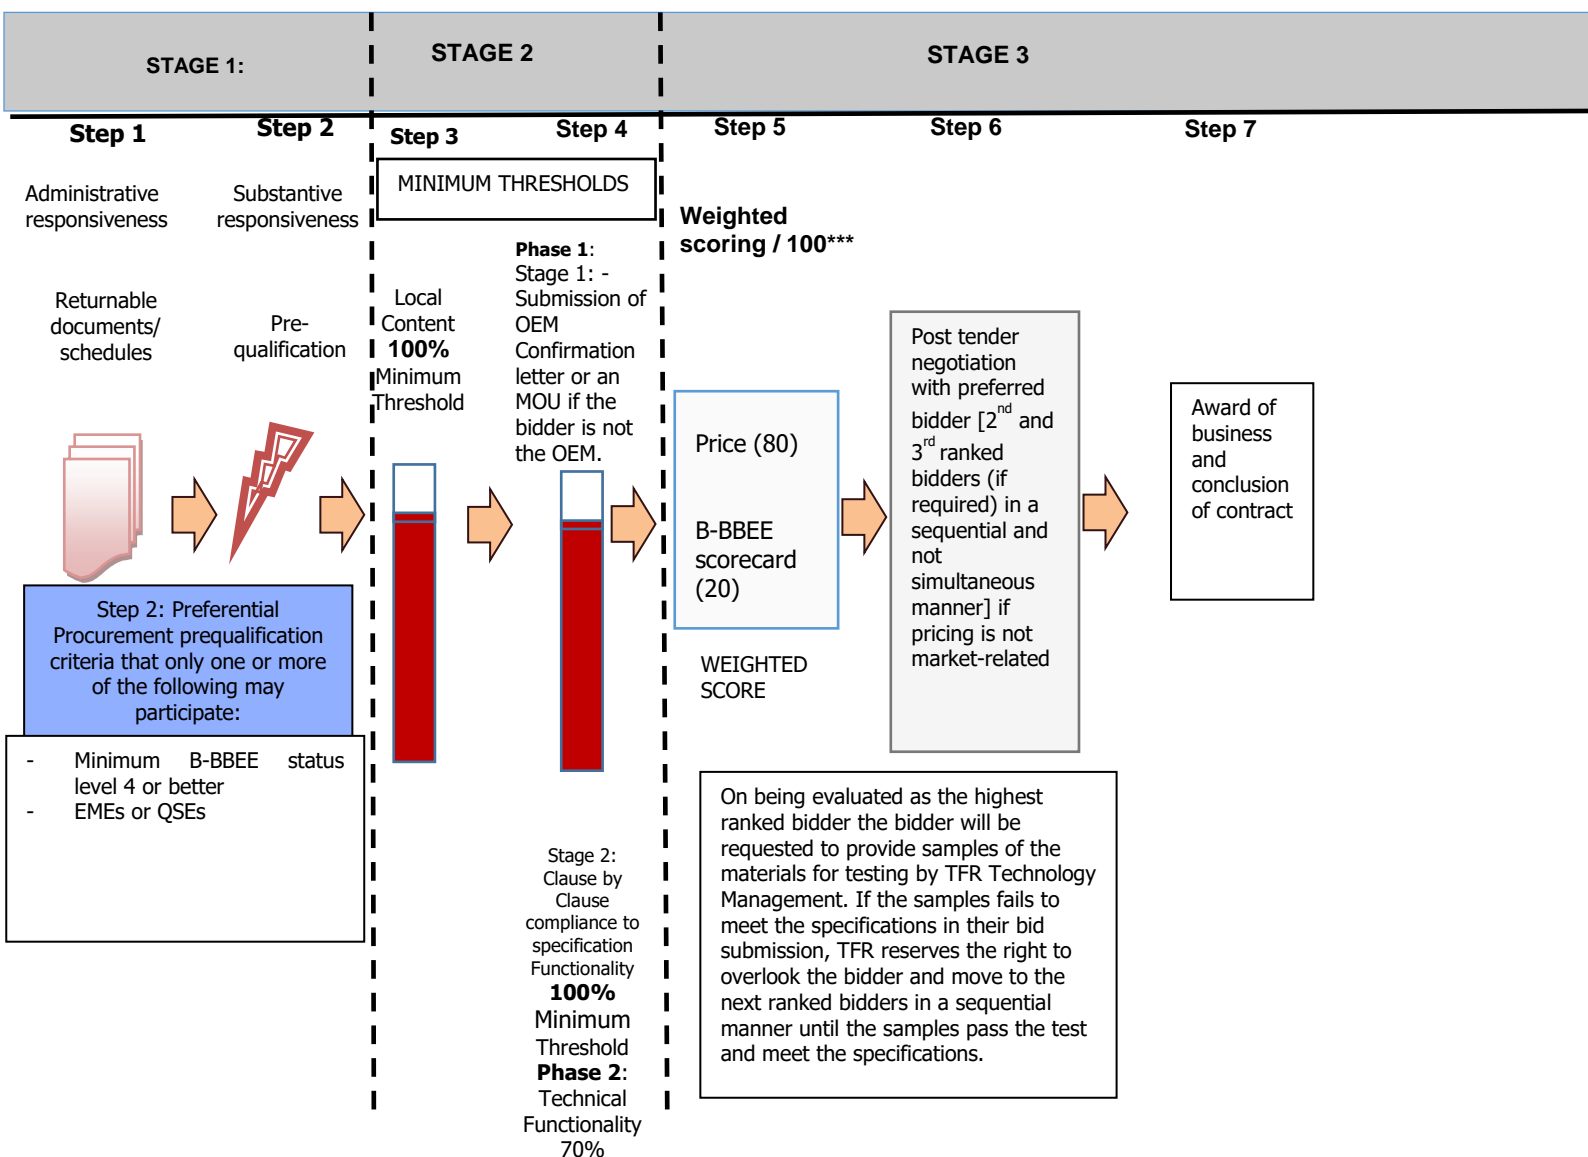 STAGE 1:
STAGE 2
STAGE 3
Step 1
Step 2
Step 3
Step 4
Step 5
Step 6
Step 7
Administrative
responsiveness
Substantive
responsiveness
MINIMUM THRESHOLDS
Weighted
scoring / 100***
Returnable
documents/
schedules
Pre-
qualification
Local
Content
100%
Minimum
Threshold
Phase 1:
Stage 1: -
Submission of
OEM
Confirmation
letter or an
MOU if the
bidder is not
the OEM.
Price (80)
B-BBEE
scorecard
(20)
WEIGHTED
SCORE
Post tender
negotiation
with preferred
bidder [2nd and
3rd ranked
bidders (if
required) in a
sequential and
not
simultaneous
manner] if
pricing is not
market-related
Award of
business
and
conclusion
of contract
Step 2: Preferential
Procurement prequalification
criteria that only one or more
of the following may
participate:
- Minimum B-BBEE status
level 4 or better
- EMEs or QSEs
Stage 2:
Clause by
Clause
compliance to
specification
Functionality
100%
Minimum
Threshold
Phase 2:
Technical
Functionality
70%
On being evaluated as the highest
ranked bidder the bidder will be
requested to provide samples of the
materials for testing by TFR Technology
Management. If the samples fails to
meet the specifications in their bid
submission, TFR reserves the right to
overlook the bidder and move to the
next ranked bidders in a sequential
manner until the samples pass the test
and meet the specifications.